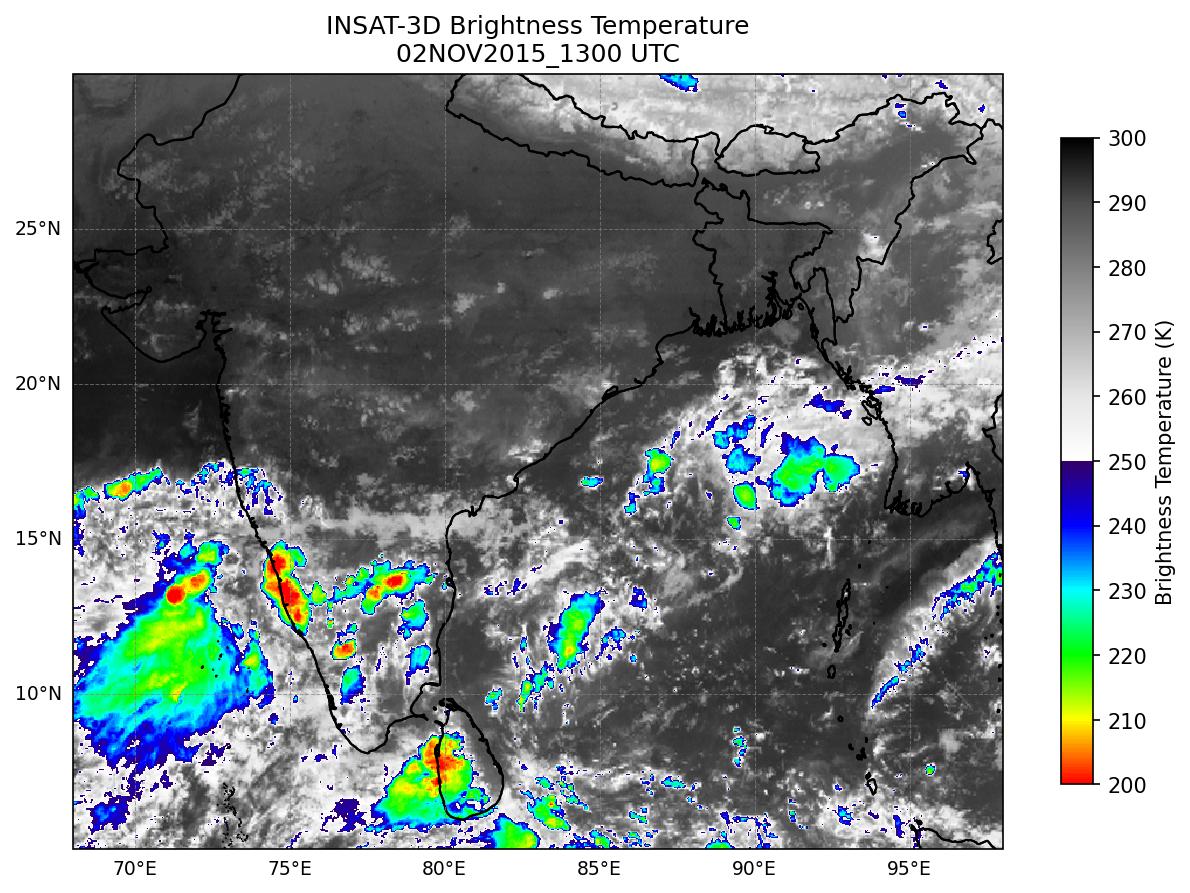 INSAT-3D Brightness Temperature
02NOV2015_1300 UTC
25°N
20°N
15°N
10°N
70°E
75°E
80°E
85°E
90°E
95°E
300
290
280
270
260
250
240
230
220
210
200
Brightness Temperature (K)